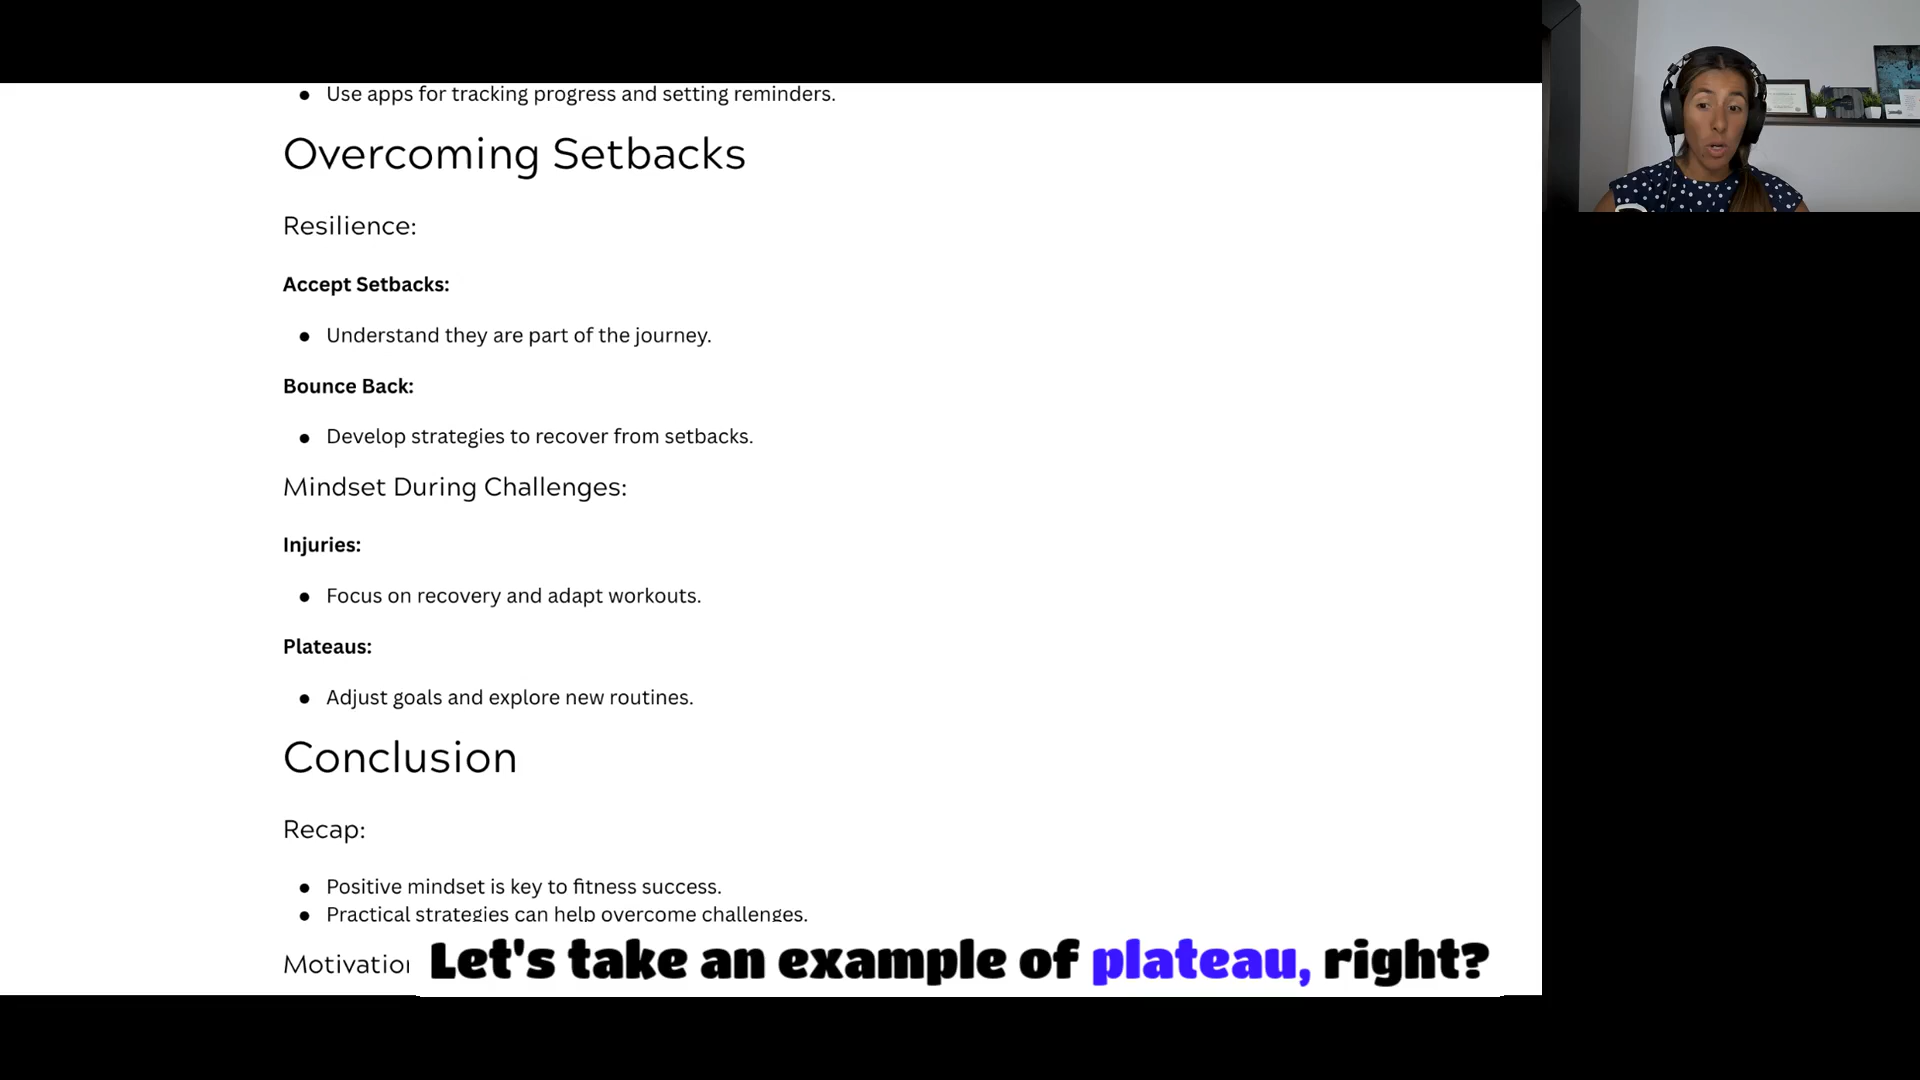 ● Use apps for tracking progress and setting reminders.
Overcoming Setbacks
Resilience:
Accept Setbacks:
● Understand they are part of the journey.
Bounce Back:
● Develop strategies to recover from setbacks.
Mindset During Challenges:
Injuries:
● Focus on recovery and adapt workouts.
Plateaus:
● Adjust goals and explore new routines.
Conclusion
Recap:
● Positive mindset is key to fitness success.
● Practical strategies can help overcome challenges.
Motivation
Let's take an example of plateau, right?